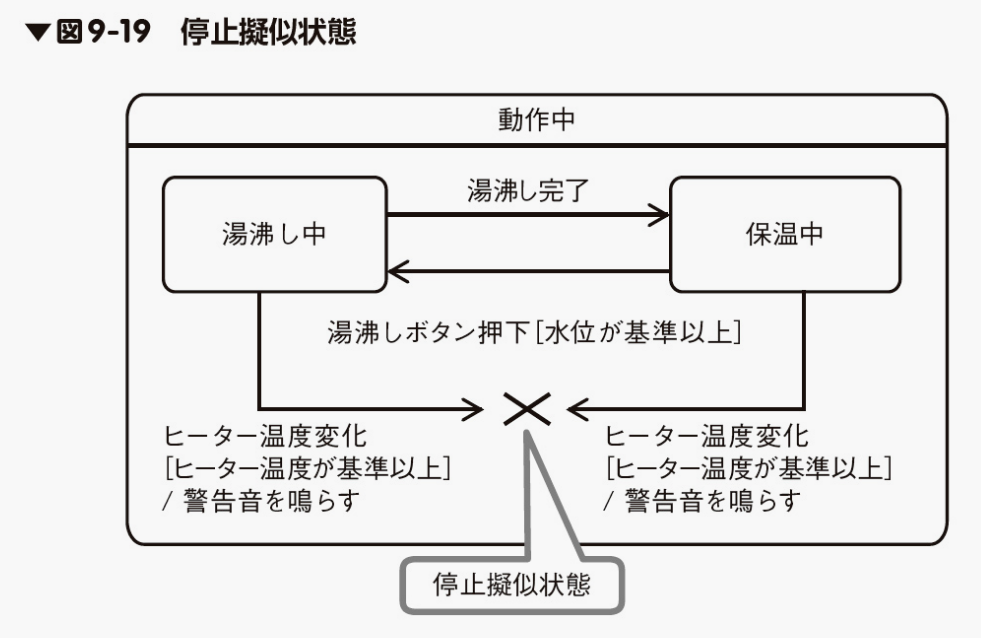 ▼図9-19 停止擬似状態
動作中
湯沸し中
湯沸し完了
保温中
湯沸しボタン押下[水位が基準以上]
ヒーター温度変化
[ヒーター温度が基準以上]
/ 警告音を鳴らす
ヒーター温度変化
[ヒーター温度が基準以上]
/ 警告音を鳴らす
停止擬似状態